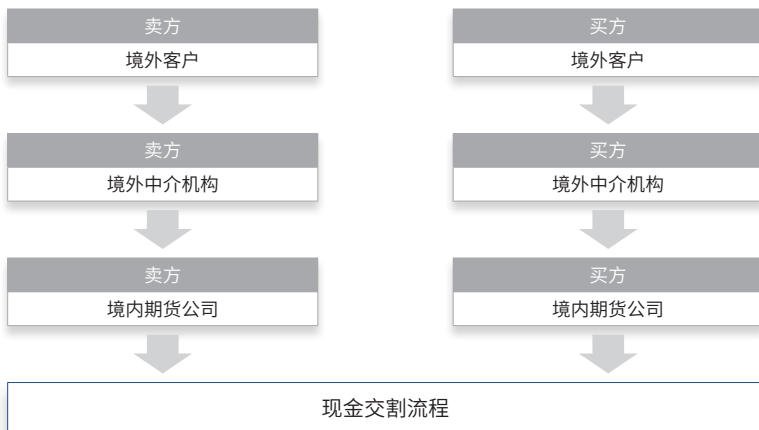 卖方
境外客户
买方
境外客户
卖方
境外中介机构
买方
境外中介机构
卖方
境内期货公司
买方
境内期货公司
现金交割流程